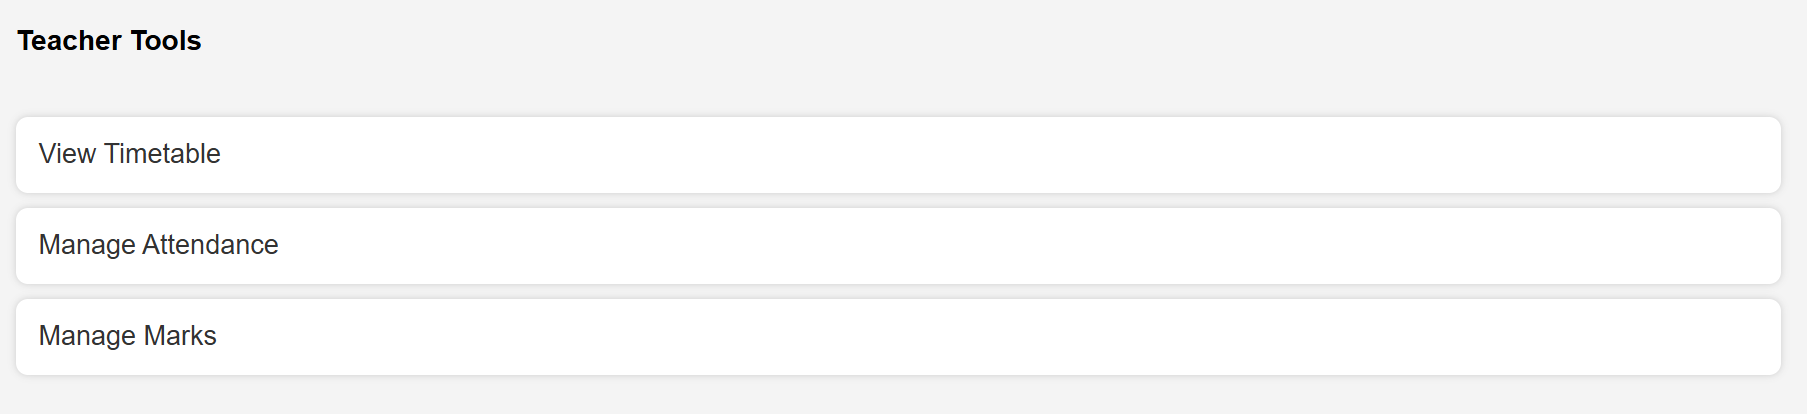 Teacher Tools
View Timetable
Manage Attendance
Manage Marks